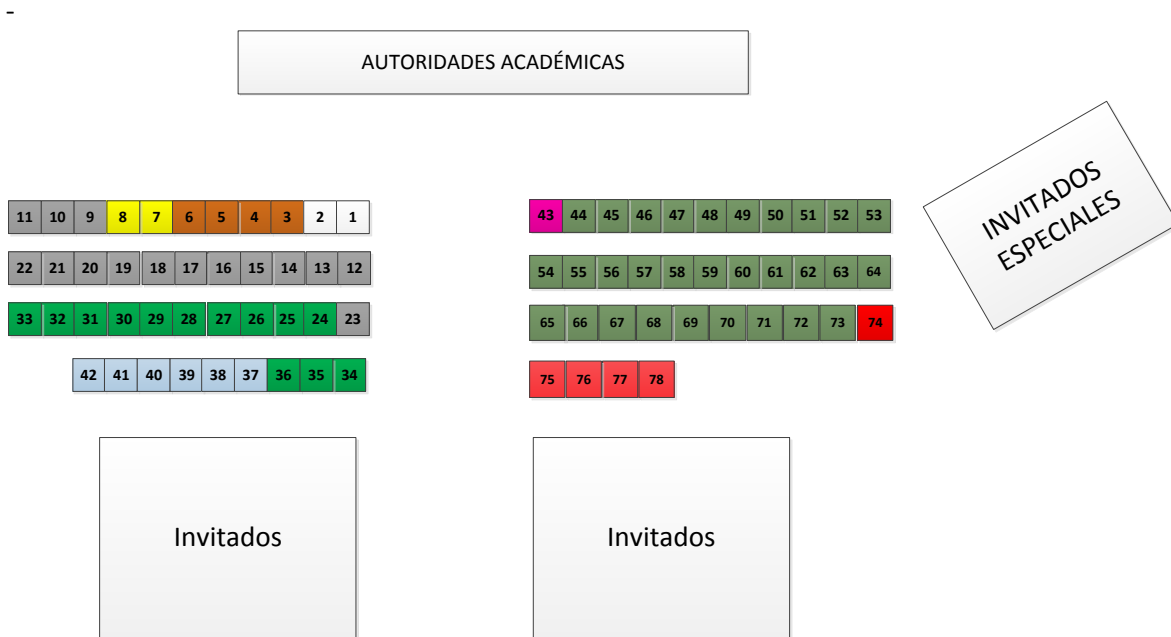 -
AUTORIDADES ACADÉMICAS
INVITADOS
ESPECIALES
11 10 9 8 7 6 5 4 3 2 1
43 44 45 46 47 48 49 50 51 52 53
22 21 20 19 18 17 16 15 14 13 12
54 55 56 57 58 59 60 61 62 63 64
33 32 31 30 29 28 27 26 25 24 23
65 66 67 68 69 70 71 72 73 74
42 41 40 39 38 37 36 35 34
75 76 77 78
Invitados
Invitados